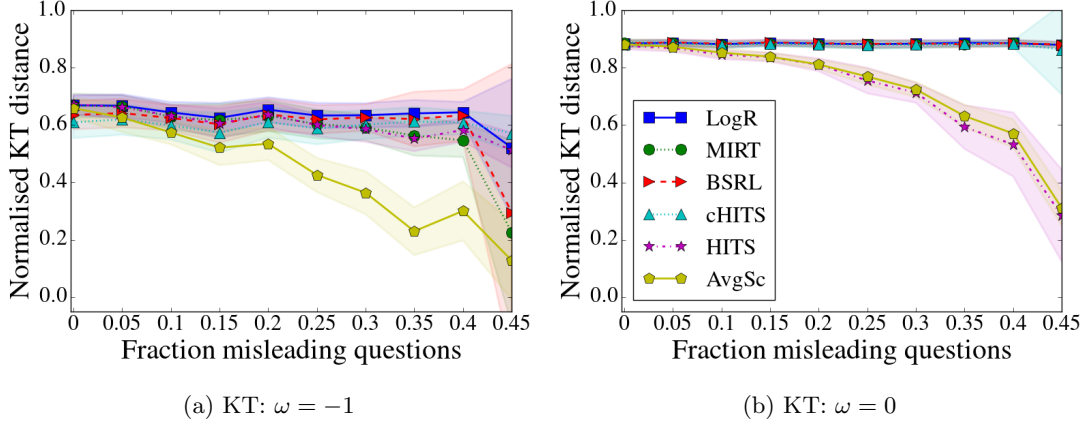 Normalised KT distance
1.0
0.8
0.6
0.4
0.2
0.0
0 0.05 0.1 0.15 0.2 0.25 0.3 0.35 0.4 0.45
Fraction misleading questions
(a) KT: ω = −1
Normalised KT distance
1.0
0.8
0.6
0.4
0.2
0.0
LogR
MIRT
BSRL
cHITS
HITS
AvgSc
0 0.05 0.1 0.15 0.2 0.25 0.3 0.35 0.4 0.45
Fraction misleading questions
(b) KT: ω = 0